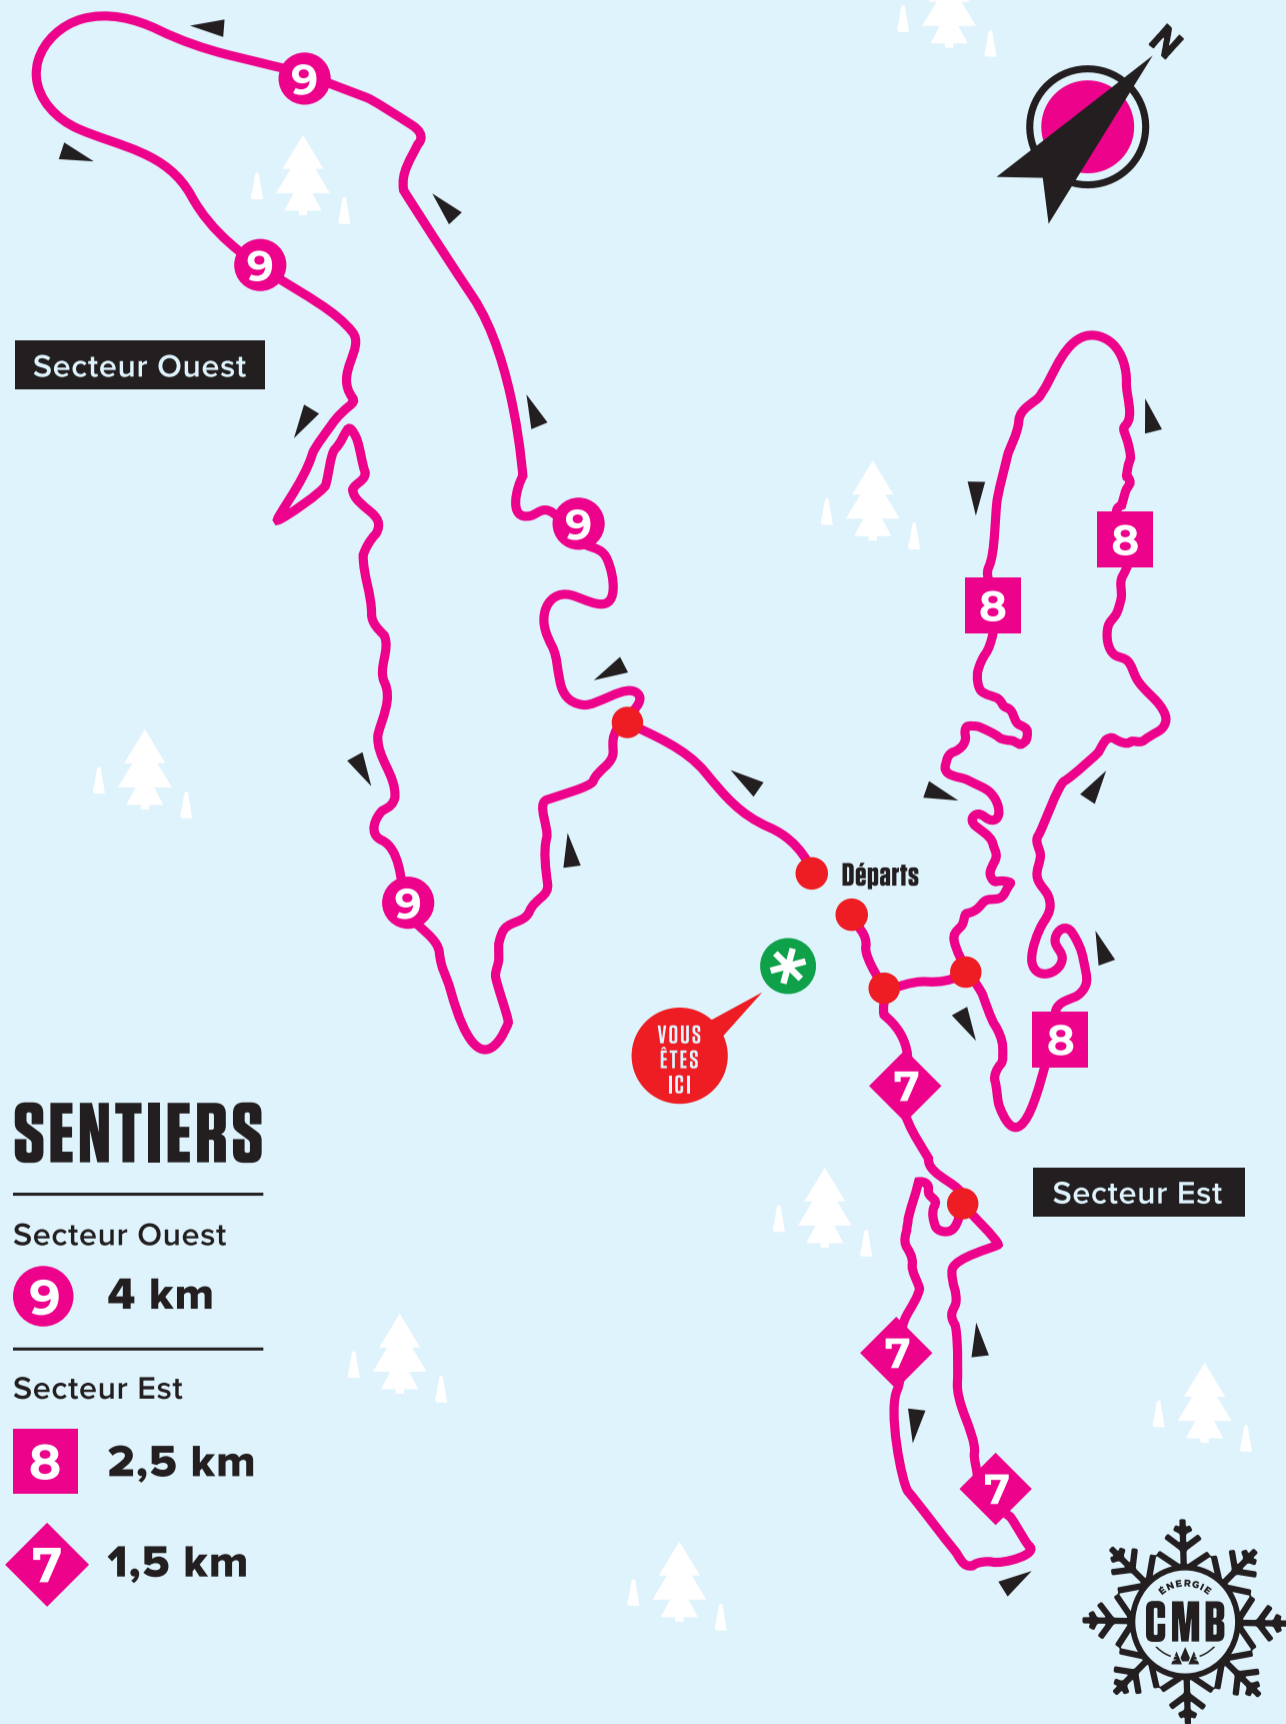 N
9
9
Secteur Ouest
9
8
8
Départs
9
VOUS
ÊTES
ICI
8
7
SENTIERS
Secteur Est
Secteur Ouest
9 4 km
7
Secteur Est
8 2,5 km
7
7 1,5 km
ÉNERGIE
CMB